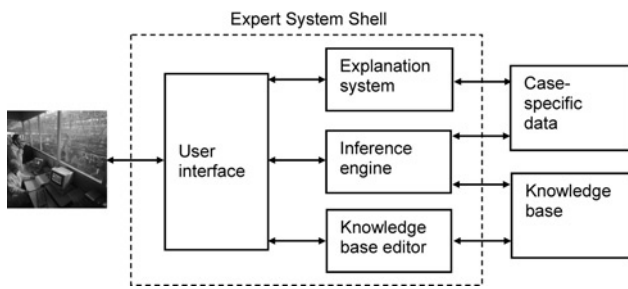 Expert System Shell
Explanation
system
Case-
specific
data
User
interface
Inference
engine
Knowledge
base
Knowledge
base editor